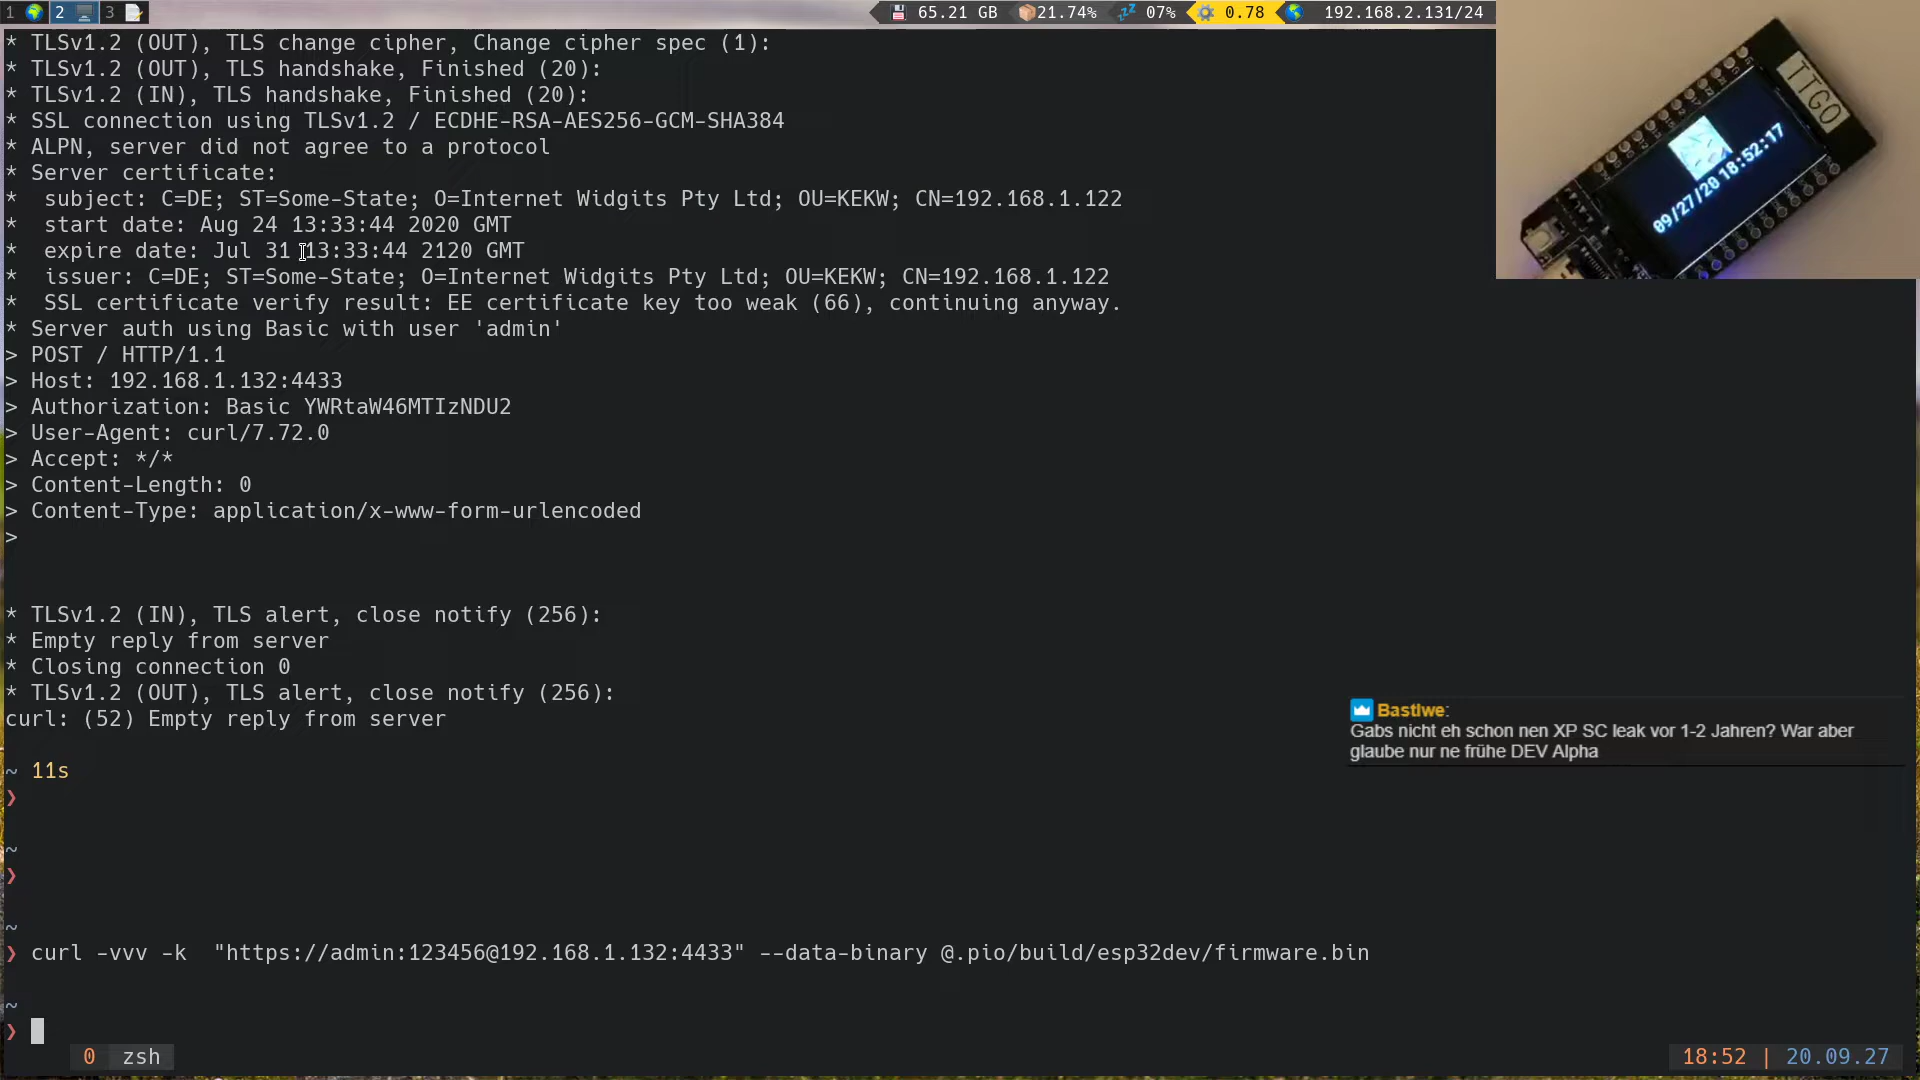 1 2 3 65.21 GB 21.74% 07% 0.78 192.168.2.131/24
* TLSv1.2 (OUT), TLS change cipher, Change cipher spec (1):
* TLSv1.2 (OUT), TLS handshake, Finished (20):
* TLSv1.2 (IN), TLS handshake, Finished (20):
* SSL connection using TLSv1.2 / ECDHE-RSA-AES256-GCM-SHA384
* ALPN, server did not agree to a protocol
* Server certificate:
*  subject: C=DE; ST=Some-State; O=Internet Widgits Pty Ltd; OU=KEKW; CN=192.168.1.122
*  start date: Aug 24 13:33:44 2020 GMT
*  expire date: Jul 31 13:33:44 2120 GMT
*  issuer: C=DE; ST=Some-State; O=Internet Widgits Pty Ltd; OU=KEKW; CN=192.168.1.122
*  SSL certificate verify result: EE certificate key too weak (66), continuing anyway.
* Server auth using Basic with user 'admin'
> POST / HTTP/1.1
> Host: 192.168.1.132:4433
> Authorization: Basic YWRtaW46MTIzNDU2
> User-Agent: curl/7.72.0
> Accept: */*
> Content-Length: 0
> Content-Type: application/x-www-form-urlencoded
>
* TLSv1.2 (IN), TLS alert, close notify (256):
* Empty reply from server
* Closing connection 0
* TLSv1.2 (OUT), TLS alert, close notify (256):
curl: (52) Empty reply from server
~ 11s
❯
~
❯
~
❯ curl -vvv -k  "https://admin:123456@192.168.1.132:4433" --data-binary @.pio/build/esp32dev/firmware.bin
~
❯
0 zsh
18:52 | 20.09.27
TTGO
09/27/20 18:52:17
Bastiwe:
Gabs nicht eh schon nen XP SC leak vor 1-2 Jahren? War aber
glaube nur ne frühe DEV Alpha